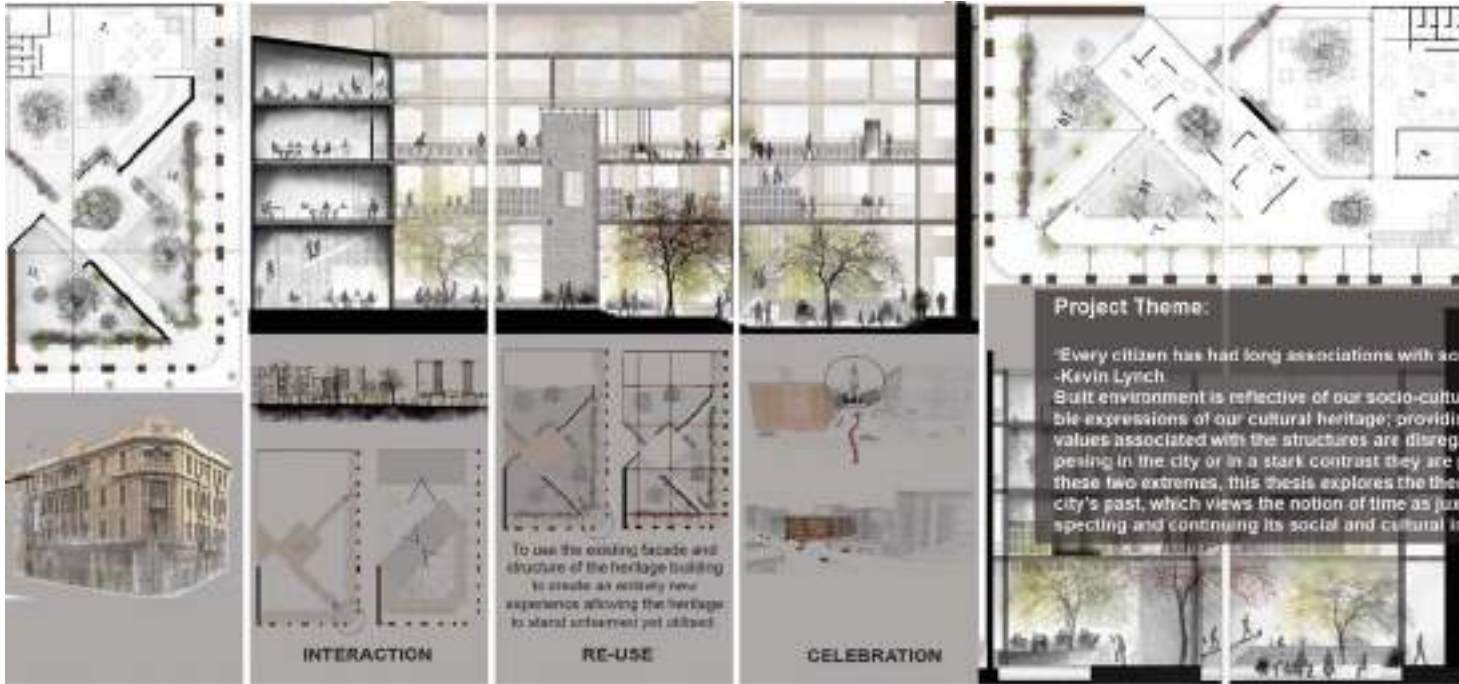 To use the existing facade and
structure of the heritage building
to create an entirely new
experience allowing the heritage
to stand unharmed yet utilised.
INTERACTION
RE-USE
CELEBRATION
Project Theme:
"Every citizen has had long associations with so
-Kevin Lynch
Built environment is reflective of our socio-cultu
ble expressions of our cultural heritage; providi
values associated with the structures are disreg
pening in the city or in a stark contrast they are
these two extremes, this thesis explores the the
city's past, which views the notion of time as jux
specting and continuing its social and cultural i